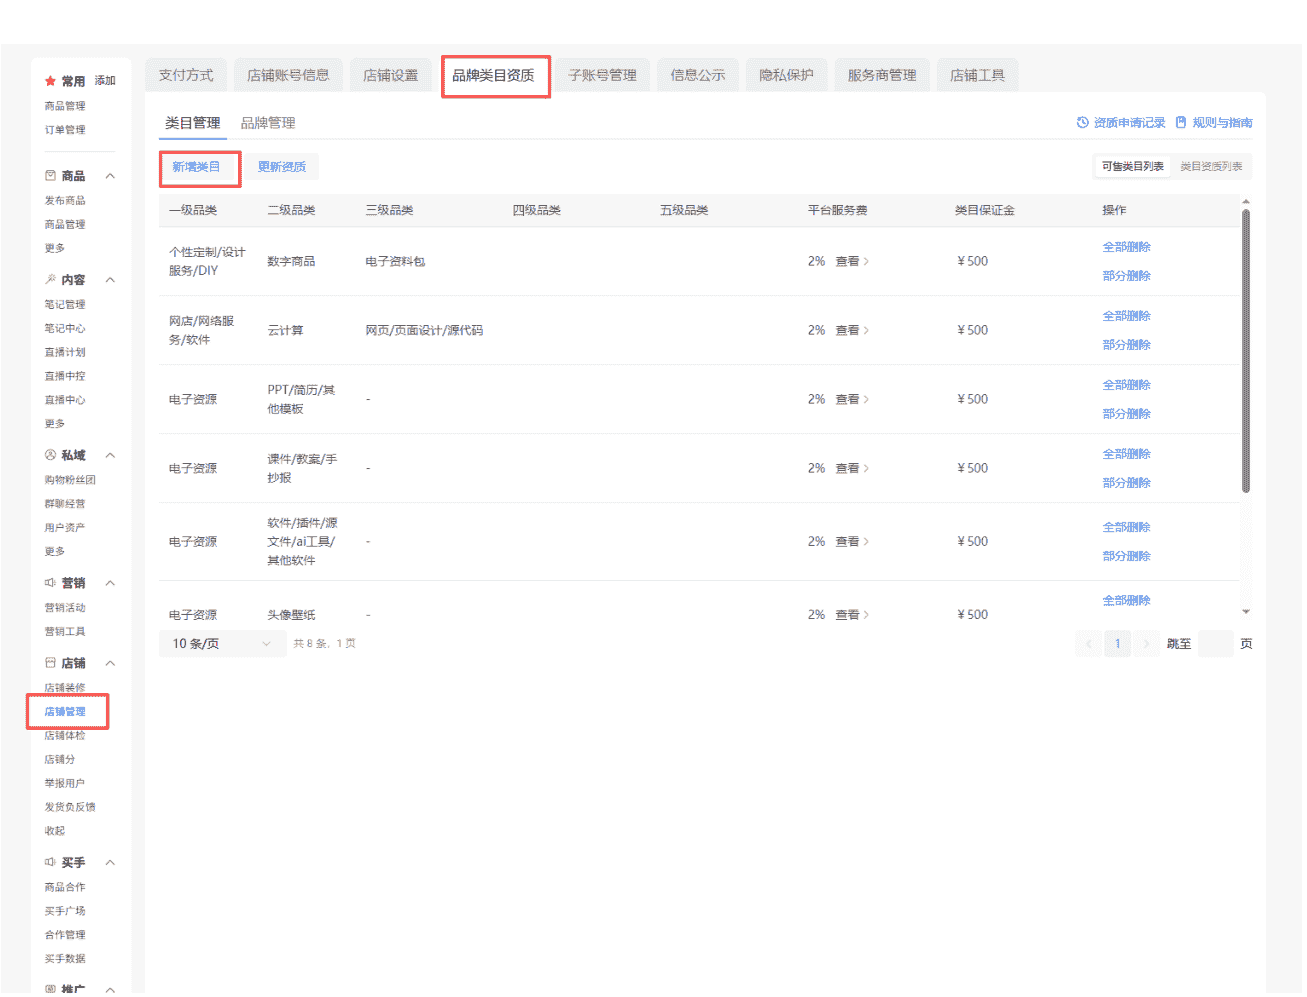 常用 添加
商品管理
订单管理
商品
发布商品
商品管理
更多
内容
笔记管理
笔记中心
直播计划
直播中控
直播中心
更多
私域
购物粉丝团
群聊经营
用户资产
更多
营销
营销活动
营销工具
店铺
店铺装修
店铺管理
店铺体检
店铺分
举报用户
发货负反馈
收起
买手
商品合作
买手广场
合作管理
买手数据
推广
支付方式 店铺账号信息 店铺设置 品牌类目资质 子账号管理 信息公示 隐私保护 服务商管理 店铺工具
类目管理 品牌管理 资质申请记录 规则与指南
新增类目 更新资质 可售类目列表 类目资质列表
一级品类 二级品类 三级品类 四级品类 五级品类 平台服务费 类目保证金 操作
个性定制/设计服务/DIY 数字商品 电子资料包 2% 查看 ¥500 全部删除 部分删除
网店/网络服务/软件 云计算 网页/页面设计/源代码 2% 查看 ¥500 全部删除 部分删除
电子资源 PPT/简历/其他模板 - 2% 查看 ¥500 全部删除 部分删除
电子资源 课件/教案/手抄报 - 2% 查看 ¥500 全部删除 部分删除
电子资源 软件/插件/源文件/ai工具/其他软件 - 2% 查看 ¥500 全部删除 部分删除
电子资源 头像壁纸 - 2% 查看 ¥500 全部删除
10 条/页 共 8 条，1 页 1 跳至 页